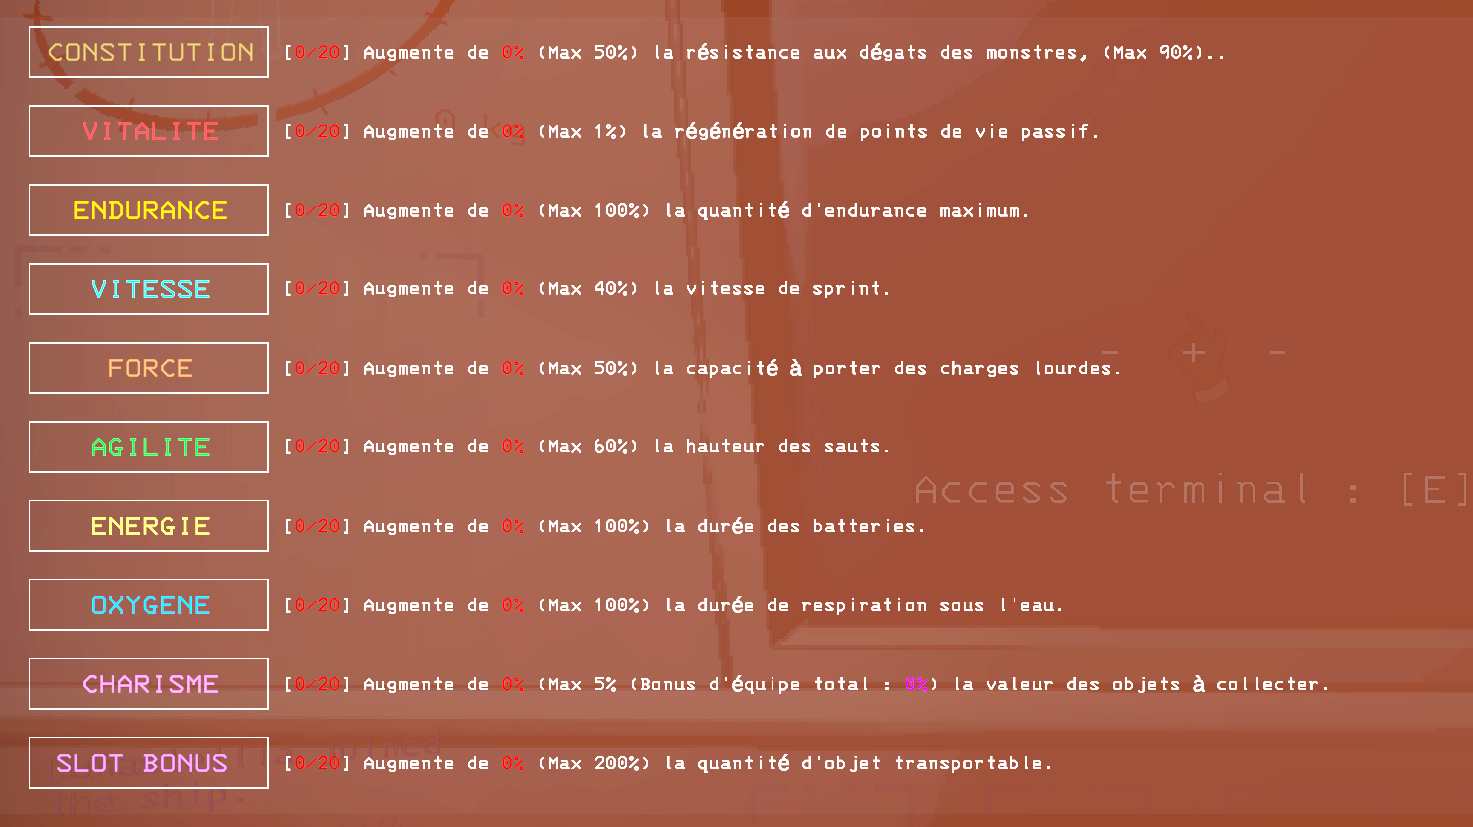 CONSTITUTION [0/20] Augmente de 0% (Max 50%) la résistance aux dégats des monstres, (Max 90%)..
0 kg
VITALITE [0/20] Augmente de 0% (Max 1%) la régénération de points de vie passif.
ENDURANCE [0/20] Augmente de 0% (Max 100%) la quantité d'endurance maximum.
VITESSE [0/20] Augmente de 0% (Max 40%) la vitesse de sprint.
FORCE [0/20] Augmente de 0% (Max 50%) la capacité à porter des charges lourdes.
- + -
AGILITE [0/20] Augmente de 0% (Max 60%) la hauteur des sauts.
Access terminal : [E]
ENERGIE [0/20] Augmente de 0% (Max 100%) la durée des batteries.
OXYGENE [0/20] Augmente de 0% (Max 100%) la durée de respiration sous l'eau.
CHARISME [0/20] Augmente de 0% (Max 5% (Bonus d'équipe total : 0%) la valeur des objets à collecter.
joined
SLOT BONUS [0/20] Augmente de 0% (Max 200%) la quantité d'objet transportable.
the ship.